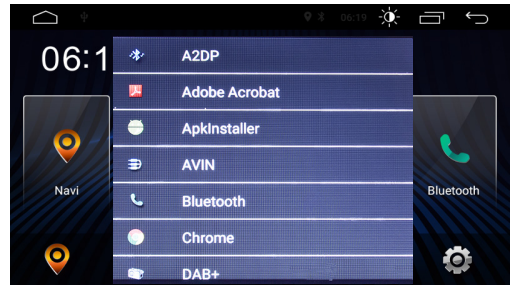 06:19
06:1
A2DP
Adobe Acrobat
ApkInstaller
AVIN
Bluetooth
Chrome
DAB+
Navi
Bluetooth